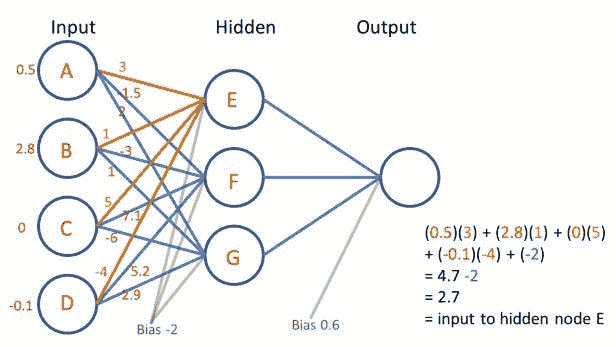 Input Hidden Output
0.5 A 3
-1.5
2
E
2.8 B 1
-3
1
F
0 C 5
7.1
-6
G
-0.1 D -4
5.2
2.9
Bias -2
Bias 0.6
(0.5)(3) + (2.8)(1) + (0)(5)
+ (-0.1)(-4) + (-2)
= 4.7 -2
= 2.7
= input to hidden node E